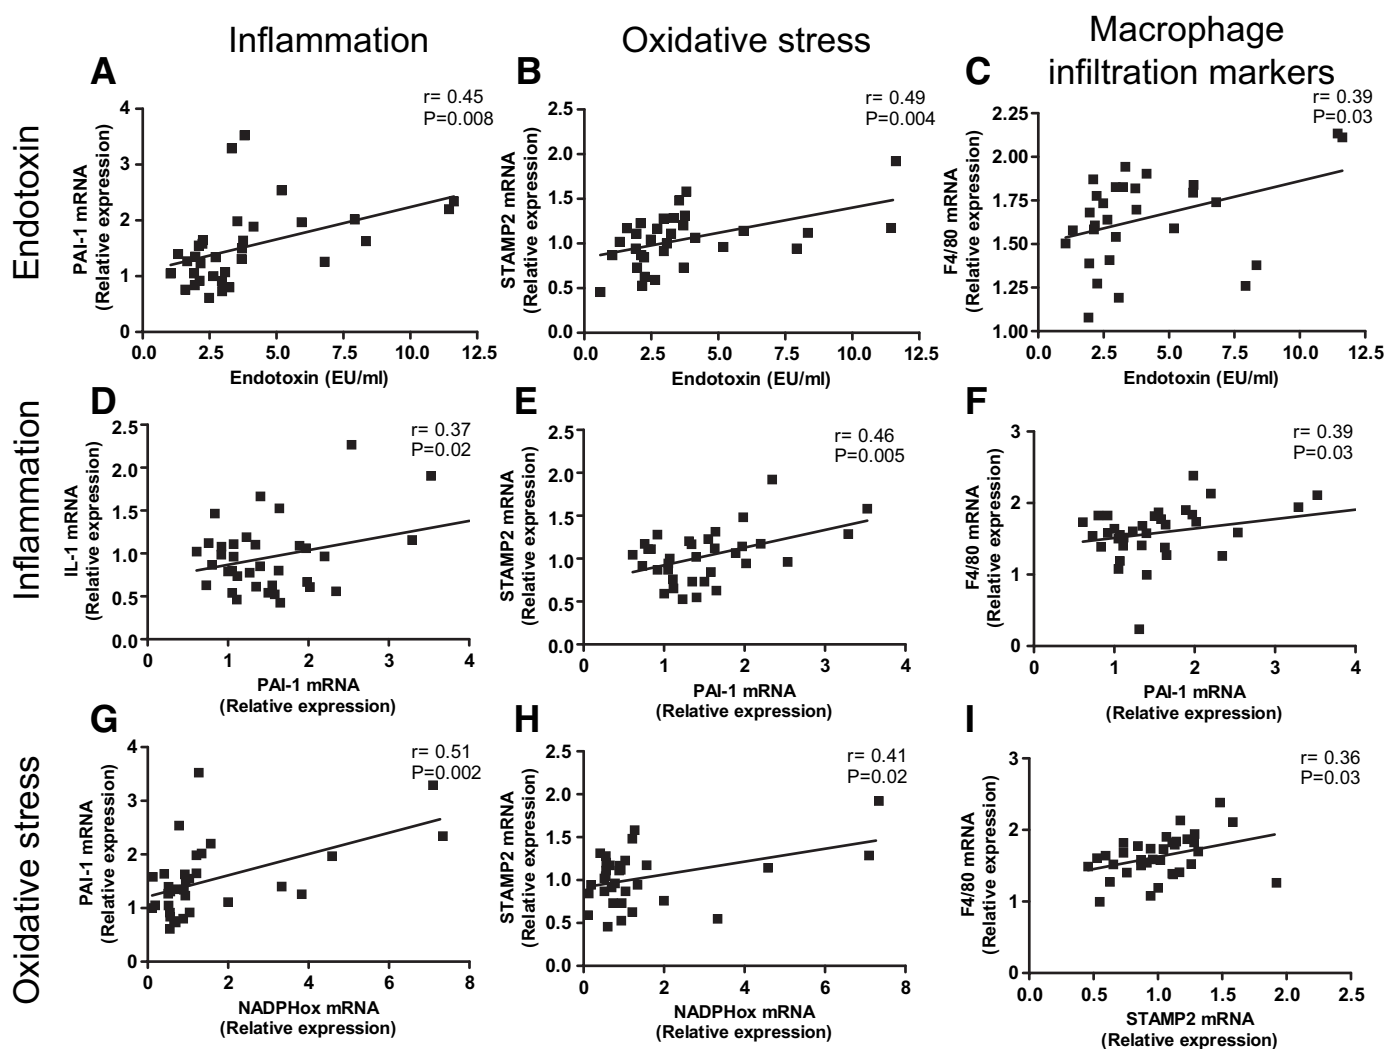 Inflammation
Oxidative stress
Macrophage
infiltration markers
Endotoxin
Inflammation
Oxidative stress
A
r= 0.45
P=0.008
PAI-1 mRNA
(Relative expression)
4
3
2
1
0
0.0 2.5 5.0 7.5 10.0 12.5
Endotoxin (EU/ml)
B
r= 0.49
P=0.004
STAMP2 mRNA
(Relative expression)
2.5
2.0
1.5
1.0
0.5
0.0
0.0 2.5 5.0 7.5 10.0 12.5
Endotoxin (EU/ml)
C
r= 0.39
P=0.03
F4/80 mRNA
(Relative expression)
2.25
2.00
1.75
1.50
1.25
1.00
0.0 2.5 5.0 7.5 10.0 12.5
Endotoxin (EU/ml)
D
r= 0.37
P=0.02
IL-1 mRNA
(Relative expression)
2.5
2.0
1.5
1.0
0.5
0.0
0 1 2 3 4
PAI-1 mRNA
(Relative expression)
E
r= 0.46
P=0.005
STAMP2 mRNA
(Relative expression)
2.5
2.0
1.5
1.0
0.5
0.0
0 1 2 3 4
PAI-1 mRNA
(Relative expression)
F
r= 0.39
P=0.03
F4/80 mRNA
(Relative expression)
3
2
1
0
0 1 2 3 4
PAI-1 mRNA
(Relative expression)
G
r= 0.51
P=0.002
PAI-1 mRNA
(Relative expression)
4
3
2
1
0
0 2 4 6 8
NADPHox mRNA
(Relative expression)
H
r= 0.41
P=0.02
STAMP2 mRNA
(Relative expression)
2.5
2.0
1.5
1.0
0.5
0.0
0 2 4 6 8
NADPHox mRNA
(Relative expression)
I
r= 0.36
P=0.03
F4/80 mRNA
(Relative expression)
3
2
1
0
0.0 0.5 1.0 1.5 2.0 2.5
STAMP2 mRNA
(Relative expression)